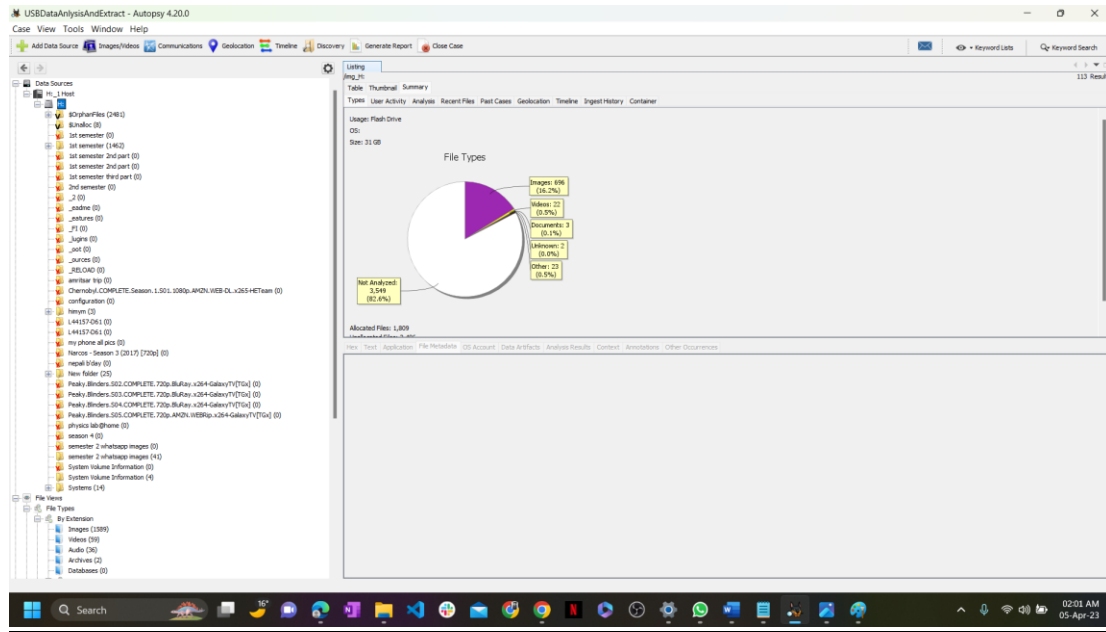 USBDataAnlysisAndExtract - Autopsy 4.20.0
Case View Tools Window Help
Add Data Source Images/Videos Communications Geolocation Timeline Discovery Generate Report Close Case Keyword Lists Keyword Search
Listing
/img_H:
113 Resul
Table Thumbnail Summary
Types User Activity Analysis Recent Files Past Cases Geolocation Timeline Ingest History Container
Usage: Flash Drive
OS:
Size: 31 GB
File Types
Images: 696
(16.2%)
Videos: 22
(0.5%)
Documents: 3
(0.1%)
Unknown: 2
(0.0%)
Other: 23
(0.5%)
Not Analyzed:
3,549
(82.6%)
Allocated Files: 1,809
Hex Text Application File Metadata OS Account Data Artifacts Analysis Results Context Annotations Other Occurrences
Data Sources
H:_1 Host
H:
$OrphanFiles (2481)
$Unalloc (8)
1st semester (0)
1st semester (1462)
1st semester 2nd part (0)
1st semester 2nd part (0)
1st semester third part (0)
2nd semester (0)
_2 (0)
_eadme (0)
_eatures (0)
_FI (0)
_lugins (0)
_oot (0)
_ources (0)
_RELOAD (0)
amritsar trip (0)
Chernobyl.COMPLETE.Season.1.S01.1080p.AMZN.WEB-DL.x265-HETeam (0)
configuration (0)
himym (3)
L44157-D61 (0)
L44157-D61 (0)
my phone all pics (0)
Narcos - Season 3 (2017) [720p] (0)
nepali b'day (0)
New folder (25)
Peaky.Blinders.S02.COMPLETE.720p.BluRay.x264-GalaxyTV[TGx] (0)
Peaky.Blinders.S03.COMPLETE.720p.BluRay.x264-GalaxyTV[TGx] (0)
Peaky.Blinders.S04.COMPLETE.720p.BluRay.x264-GalaxyTV[TGx] (0)
Peaky.Blinders.S05.COMPLETE.720p.AMZN.WEBRip.x264-GalaxyTV[TGx] (0)
physics lab@home (0)
season 4 (0)
semester 2 whatsapp images (0)
semester 2 whatsapp images (41)
System Volume Information (0)
System Volume Information (4)
Systems (14)
File Views
File Types
By Extension
Images (1589)
Videos (59)
Audio (36)
Archives (2)
Databases (0)
Search
16°
02:01 AM
05-Apr-23